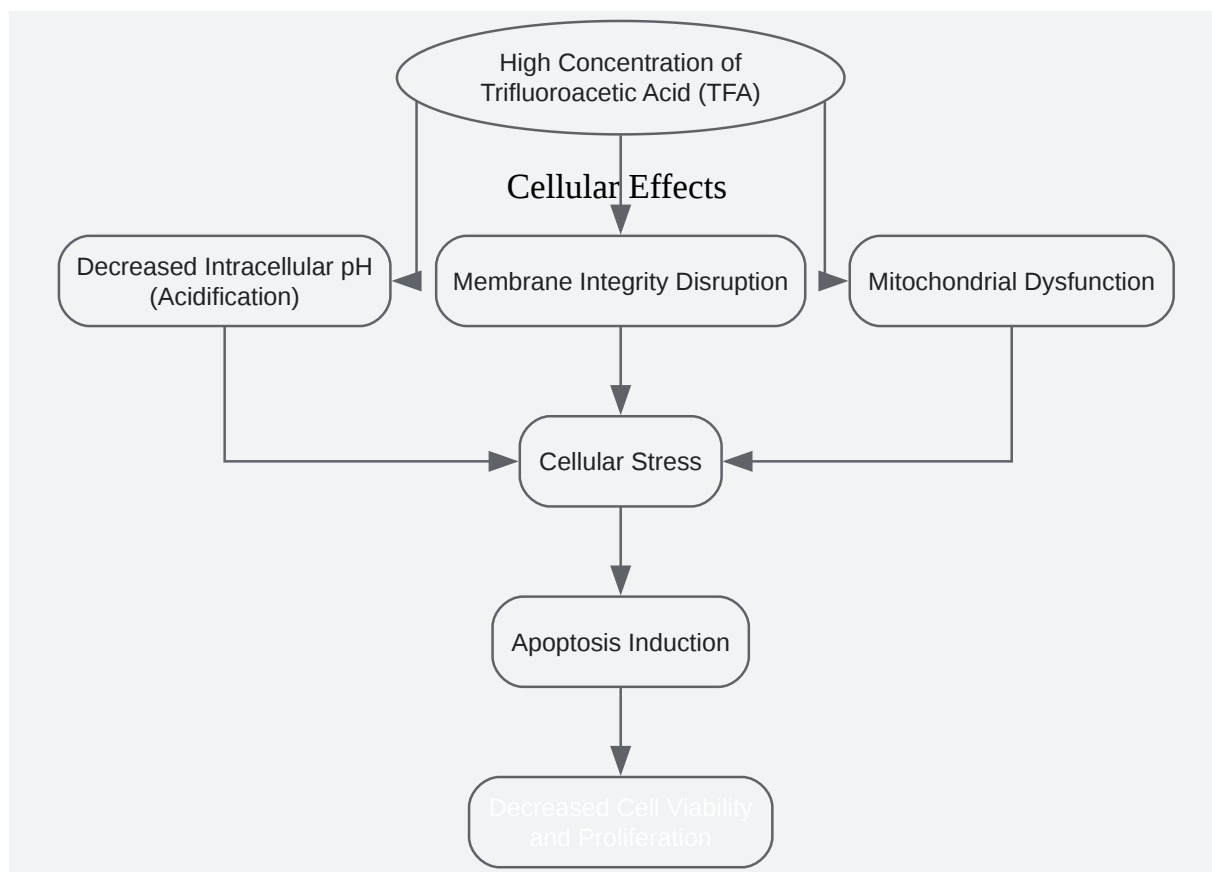 High Concentration of
Trifluoroacetic Acid (TFA)
Cellular Effects
Decreased Intracellular pH
(Acidification)
Membrane Integrity Disruption
Mitochondrial Dysfunction
Cellular Stress
Apoptosis Induction
Decreased Cell Viability
and Proliferation